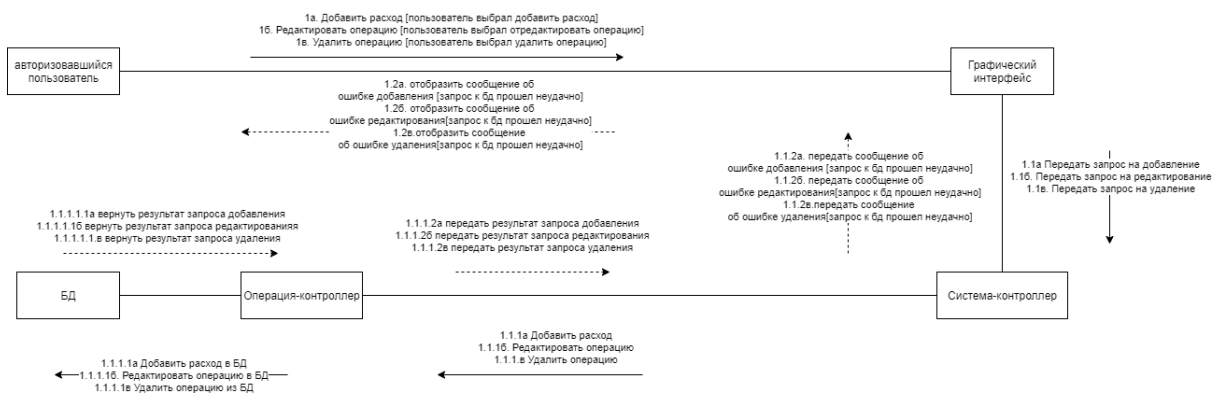 1а. Добавить расход [пользователь выбрал добавить расход]
1б. Редактировать операцию [пользователь выбрал отредактировать операцию]
1в. Удалить операцию [пользователь выбрал удалить операцию]
авторизовавшийся
пользователь
Графический
интерфейс
1.2а. отобразить сообщение об
ошибке добавления [запрос к бд прошел неудачно]
1.2б. отобразить сообщение об
ошибке редактирования[запрос к бд прошел неудачно]
1.2в.отобразить сообщение
об ошибке удаления[запрос к бд прошел неудачно]
1.1.2а. передать сообщение об
ошибке добавления [запрос к бд прошел неудачно]
1.1.2б. передать сообщение об
ошибке редактирования[запрос к бд прошел неудачно]
1.1.2в.передать сообщение
об ошибке удаления[запрос к бд прошел неудачно]
1.1а Передать запрос на добавление
1.1б. Передать запрос на редактирование
1.1в. Передать запрос на удаление
1.1.1.1.1а вернуть результат запроса добавления
1.1.1.1.1б вернуть результат запроса редактированияя
1.1.1.1.1.в вернуть результат запроса удаления
1.1.1.2а передать результат запроса добавления
1.1.1.2б передать результат запроса редактирования
1.1.1.2в передать результат запроса удаления
БД
Операция-контроллер
Система-контроллер
1.1.1а Добавить расход
1.1.1б. Редактировать операцию
1.1.1.в Удалить операцию
1.1.1.1а Добавить расход в БД
1.1.1.1б. Редактировать операцию в БД
1.1.1.1в Удалить операцию из БД